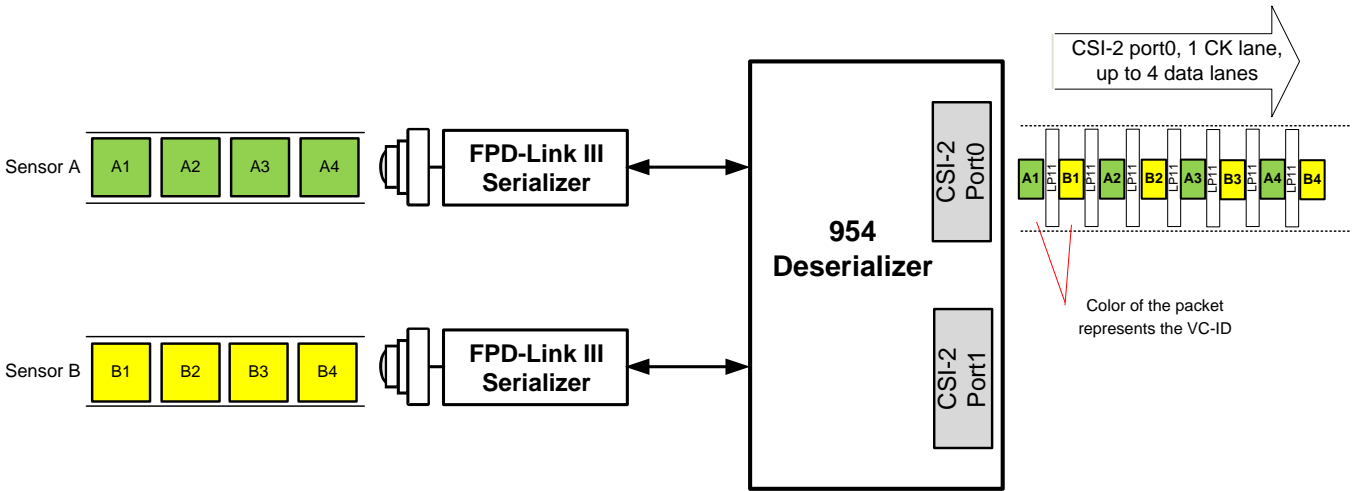 CSI-2 port0, 1 CK lane,
up to 4 data lanes
Sensor A
A1 A2 A3 A4
FPD-Link III
Serializer
CSI-2
Port0
A1 LP11 B1 LP11 A2 LP11 B2 LP11 A3 LP11 B3 LP11 A4 LP11 B4
954
Deserializer
Color of the packet
represents the VC-ID
Sensor B
B1 B2 B3 B4
FPD-Link III
Serializer
CSI-2
Port1